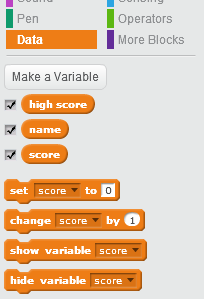 Sound Sensing
Pen Operators
Data More Blocks
Make a Variable
high score
name
score
set score to 0
change score by 1
show variable score
hide variable score